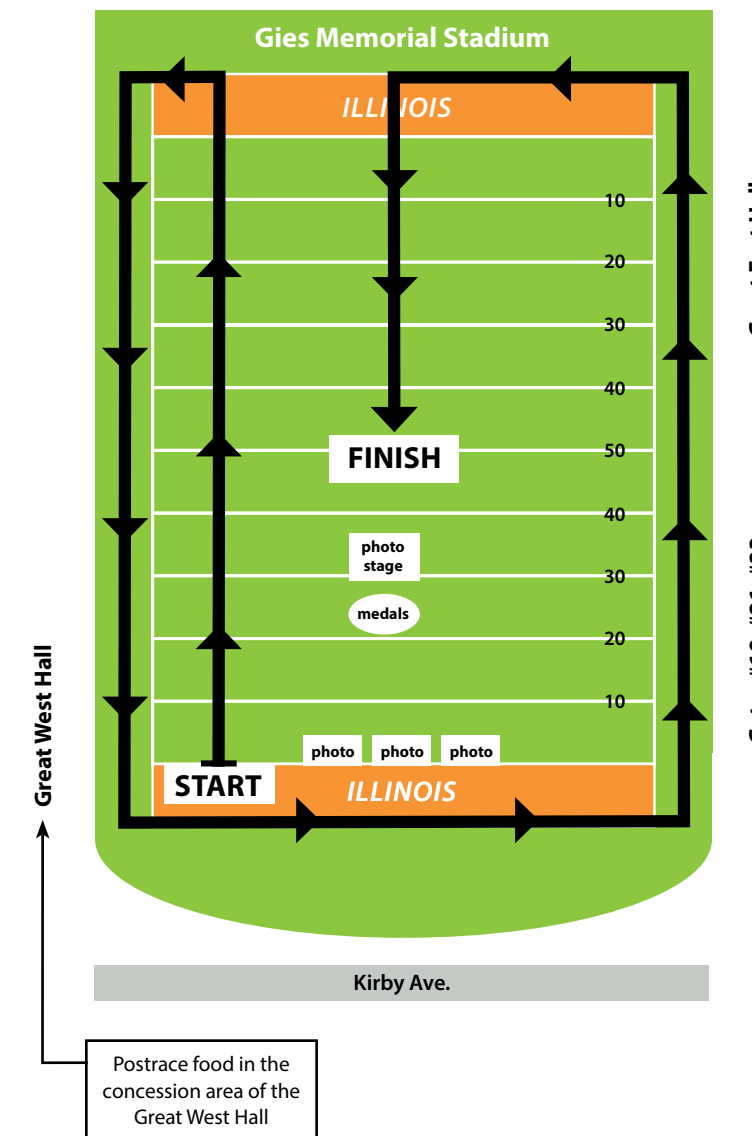 Gies Memorial Stadium
ILLINOIS
10
20
30
40
50
FINISH
40
photo
stage
30
medals
20
10
Great West Hall
photo photo photo
START
ILLINOIS
Kirby Ave.
Postrace food in the
concession area of the
Great West Hall